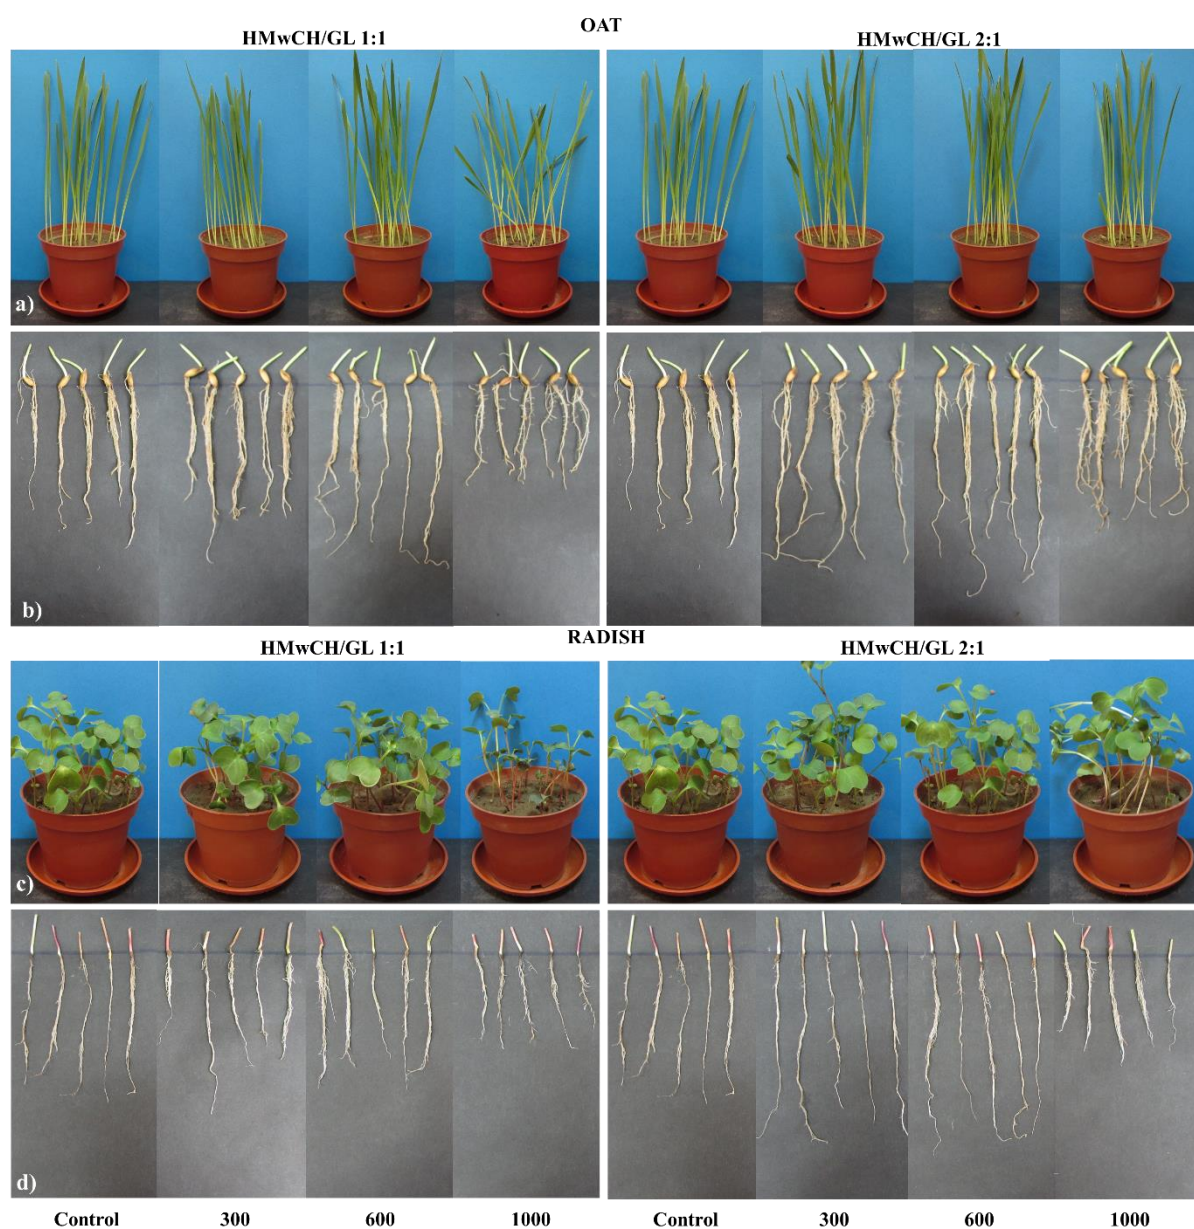 OAT
HMwCH/GL 1:1 HMwCH/GL 2:1
a)
b)
RADISH
HMwCH/GL 1:1 HMwCH/GL 2:1
c)
d)
Control 300 600 1000 Control 300 600 1000